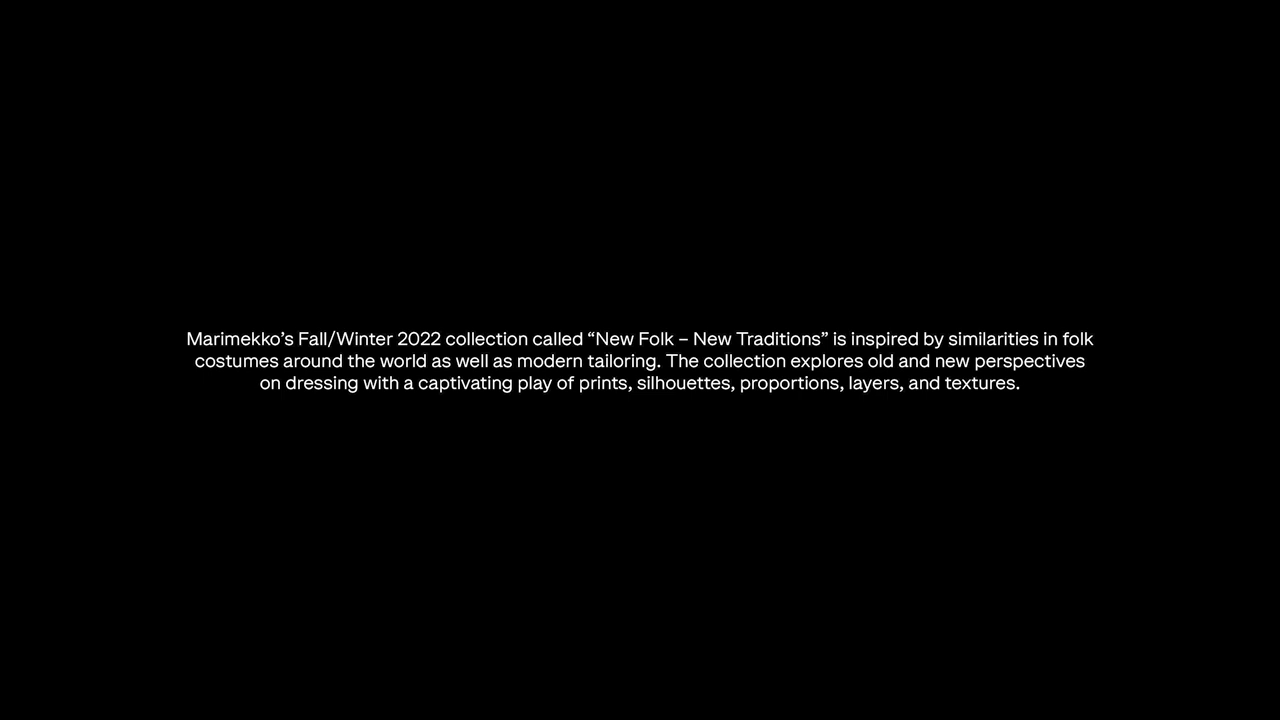 Marimekko’s Fall/Winter 2022 collection called “New Folk – New Traditions” is inspired by similarities in folk
costumes around the world as well as modern tailoring. The collection explores old and new perspectives
on dressing with a captivating play of prints, silhouettes, proportions, layers, and textures.